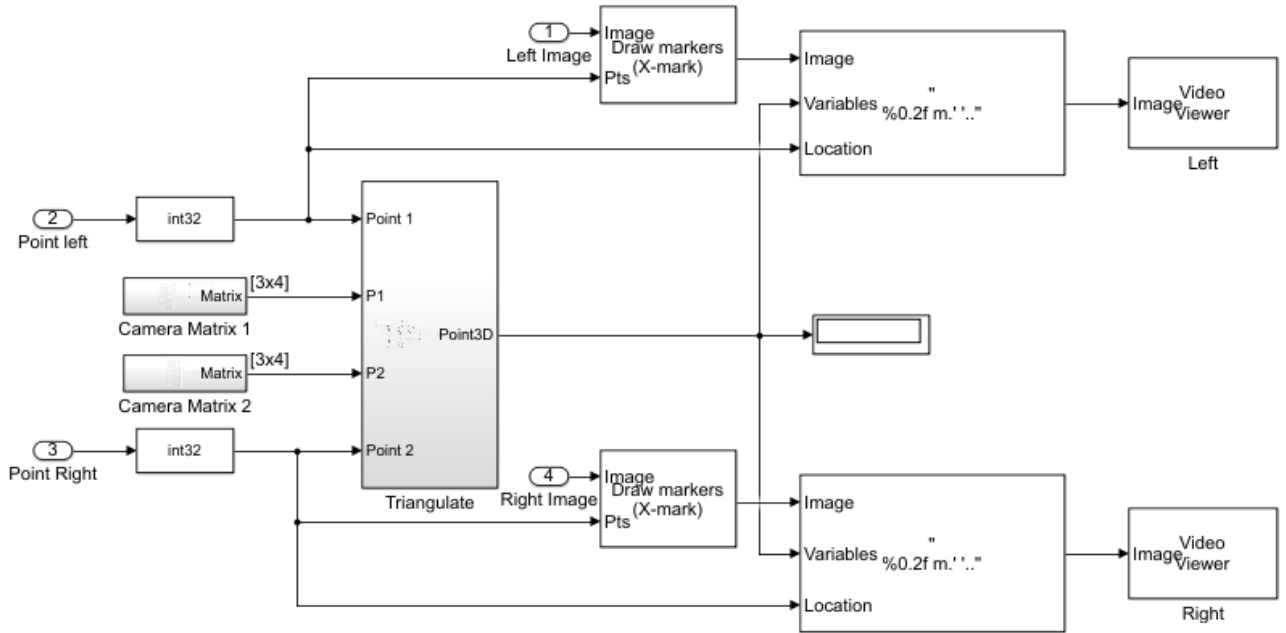 1
Left Image
Image
Draw markers
(X-mark)
Pts
Image
Variables
Location
"
%0.2f m.' '.."
Image
Video
Viewer
Left
2
Point left
int32
Point 1
[3x4]
Matrix
Camera Matrix 1
P1
Point3D
[3x4]
Matrix
Camera Matrix 2
P2
3
Point Right
int32
Point 2
Triangulate
4
Right Image
Image
Draw markers
(X-mark)
Pts
Image
Variables
Location
"
%0.2f m.' '.."
Image
Video
Viewer
Right